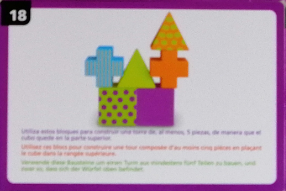 18
Utiliza estos bloques para construir una torre de, al menos, 5 piezas, de manera que el
cubo quede en la parte superior.
Utilisez ces blocs pour construire une tour composée d'au moins cinq pièces en plaçant
le cube dans la rangée supérieure.
Verwende diese Bausteine um einen Turm aus mindestens fünf Teilen zu bauen, und
zwar so, dass sich der Würfel oben befindet.